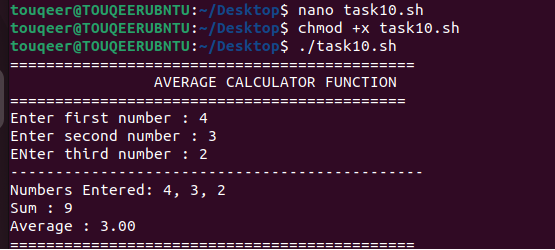 touqeer@TOUQEERUBNTU:~/Desktop$ nano task10.sh
touqeer@TOUQEERUBNTU:~/Desktop$ chmod +x task10.sh
touqeer@TOUQEERUBNTU:~/Desktop$ ./task10.sh
=============================================
                AVERAGE CALCULATOR FUNCTION
============================================
Enter first number : 4
Enter second number : 3
ENter third number : 2
----------------------------------------------
Numbers Entered: 4, 3, 2
Sum : 9
Average : 3.00
=============================================